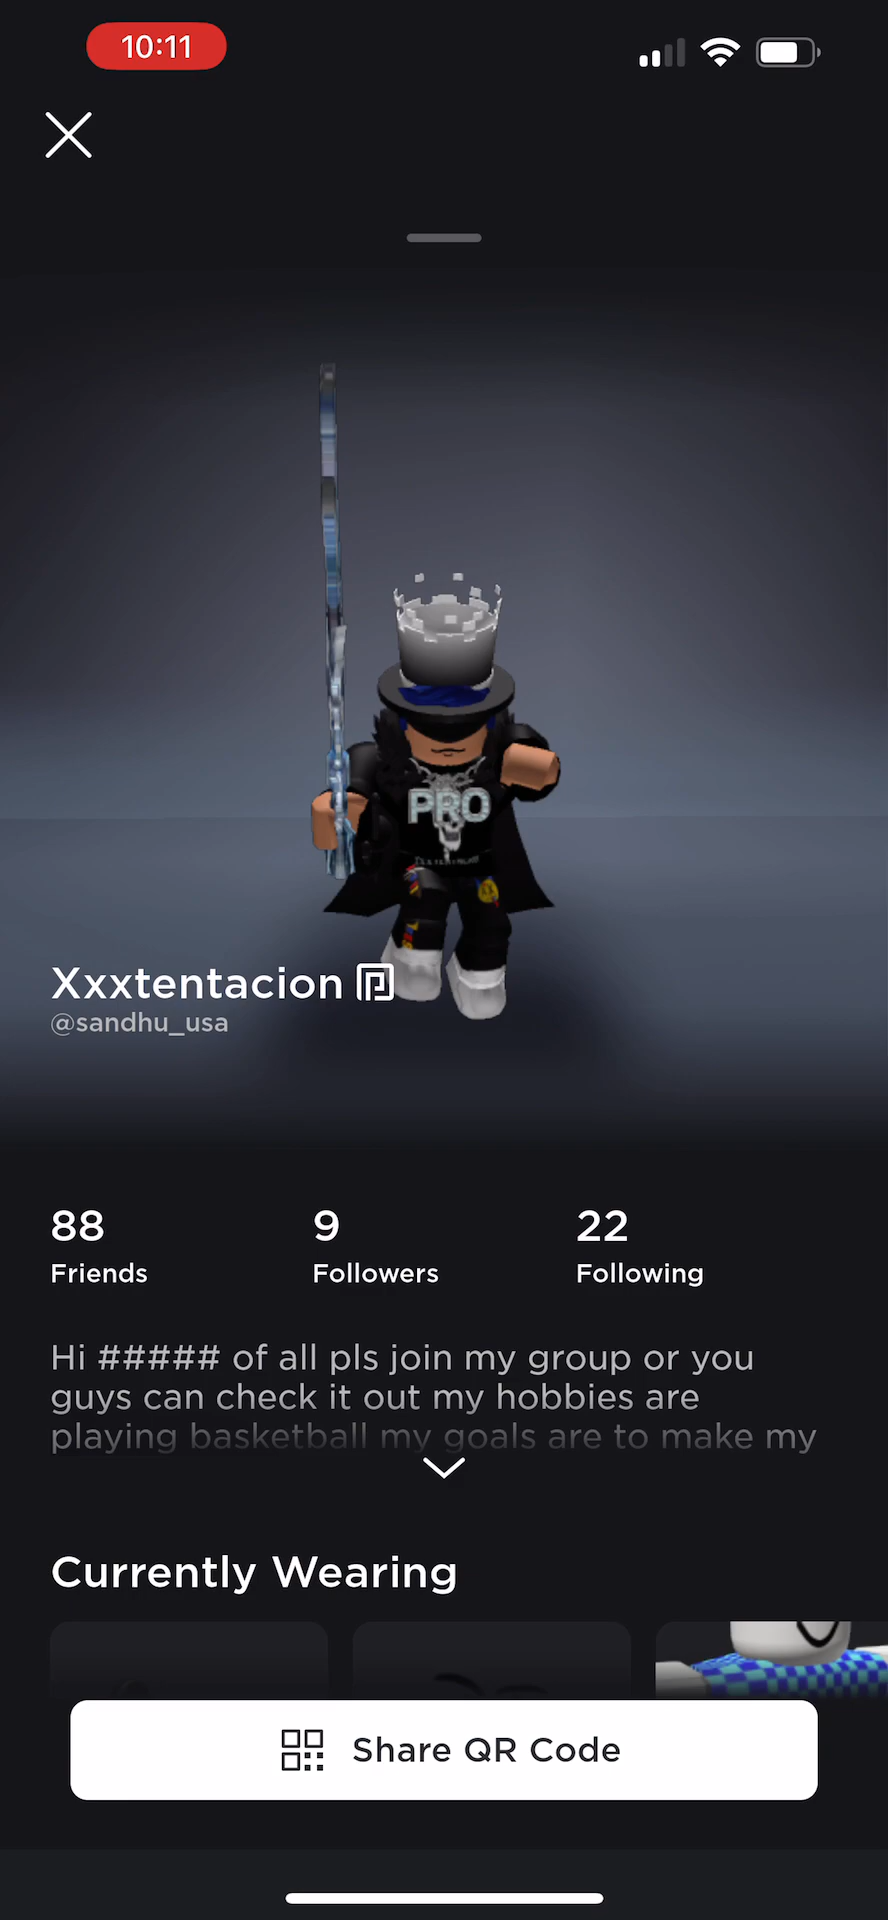 10:11
PRO
Xxxtentacion
@sandhu_usa
88
9
22
Friends
Followers
Following
Hi ##### of all pls join my group or you
guys can check it out my hobbies are
playing basketball my goals are to make my
Currently Wearing
Share QR Code